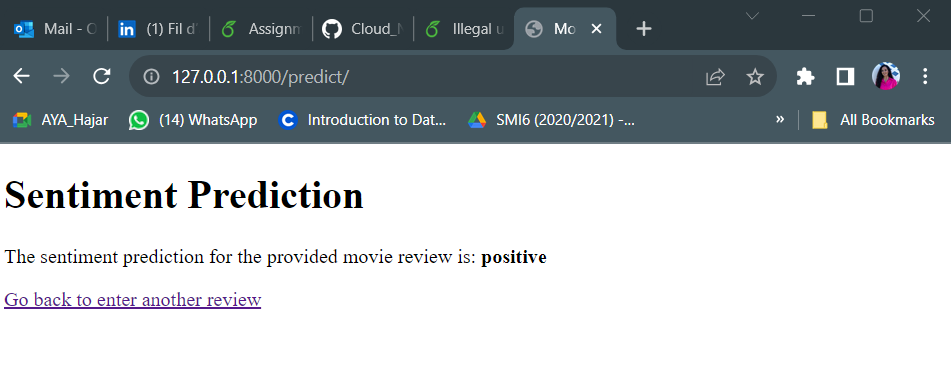 Mail - O
(1) Fil d'
Assignm
Cloud_N
Illegal u
Mo
127.0.0.1:8000/predict/
AYA_Hajar
(14) WhatsApp
Introduction to Dat...
SMI6 (2020/2021) -...
»
All Bookmarks
Sentiment Prediction
The sentiment prediction for the provided movie review is: positive
Go back to enter another review